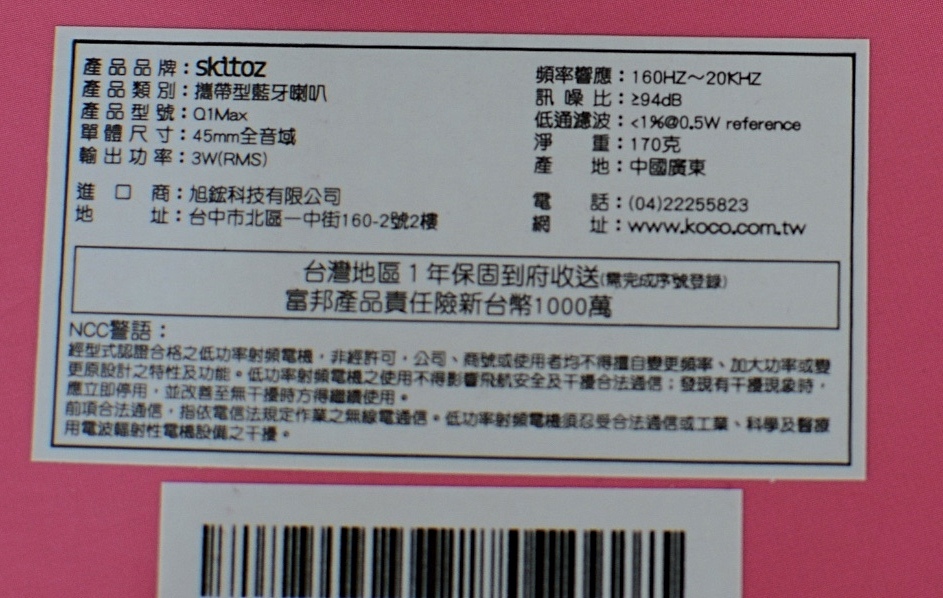 產品品牌：skitoz
產品類別：攜帶型藍牙喇叭
產品型號：Q1Max
單體尺寸：45mm全音域
輸出功率：3W(RMS)
進口商：旭鋐科技有限公司
地址：台中市北區一中街160-2號2樓
頻率響應：160HZ～20KHZ
訊噪比：≥94dB
低通濾波：<1%@0.5W reference
淨重：170克
產地：中國廣東
電話：(04)22255823
網址：www.koco.com.tw
台灣地區1年保固到府收送(需完成序號登錄)
富邦產品責任險新台幣1000萬
NCC警語：
經型式認證合格之低功率射頻電機，非經許可，公司、商號或使用者均不得擅自變更頻率、加大功率或變
更原設計之特性及功能。低功率射頻電機之使用不得影響飛航安全及干擾合法通信；發現有干擾現象時，
應立即停用，並改善至無干擾時方得繼續使用。
前項合法通信，指依電信法規定作業之無線電通信。低功率射頻電機須忍受合法通信或工業、科學及醫療
用電波輻射性電機設備之干擾。